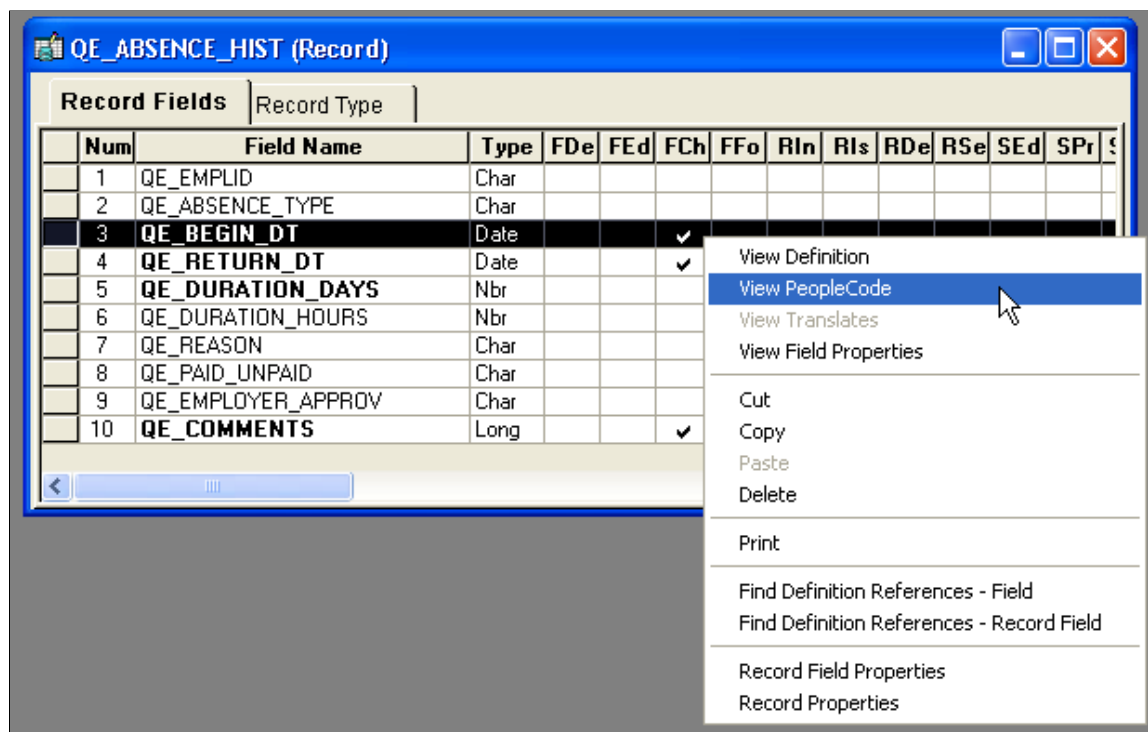 QE_ABSENCE_HIST (Record)
Record Fields Record Type
Num Field Name Type FDe FEd FCh FFo RIn RIs RDe RSe SEd SPr S
1 QE_EMPLID Char
2 QE_ABSENCE_TYPE Char
3 QE_BEGIN_DT Date ✔
4 QE_RETURN_DT Date ✔
5 QE_DURATION_DAYS Nbr
6 QE_DURATION_HOURS Nbr
7 QE_REASON Char
8 QE_PAID_UNPAID Char
9 QE_EMPLOYER_APPROV Char
10 QE_COMMENTS Long ✔
View Definition
View PeopleCode
View Translates
View Field Properties
Cut
Copy
Paste
Delete
Print
Find Definition References - Field
Find Definition References - Record Field
Record Field Properties
Record Properties